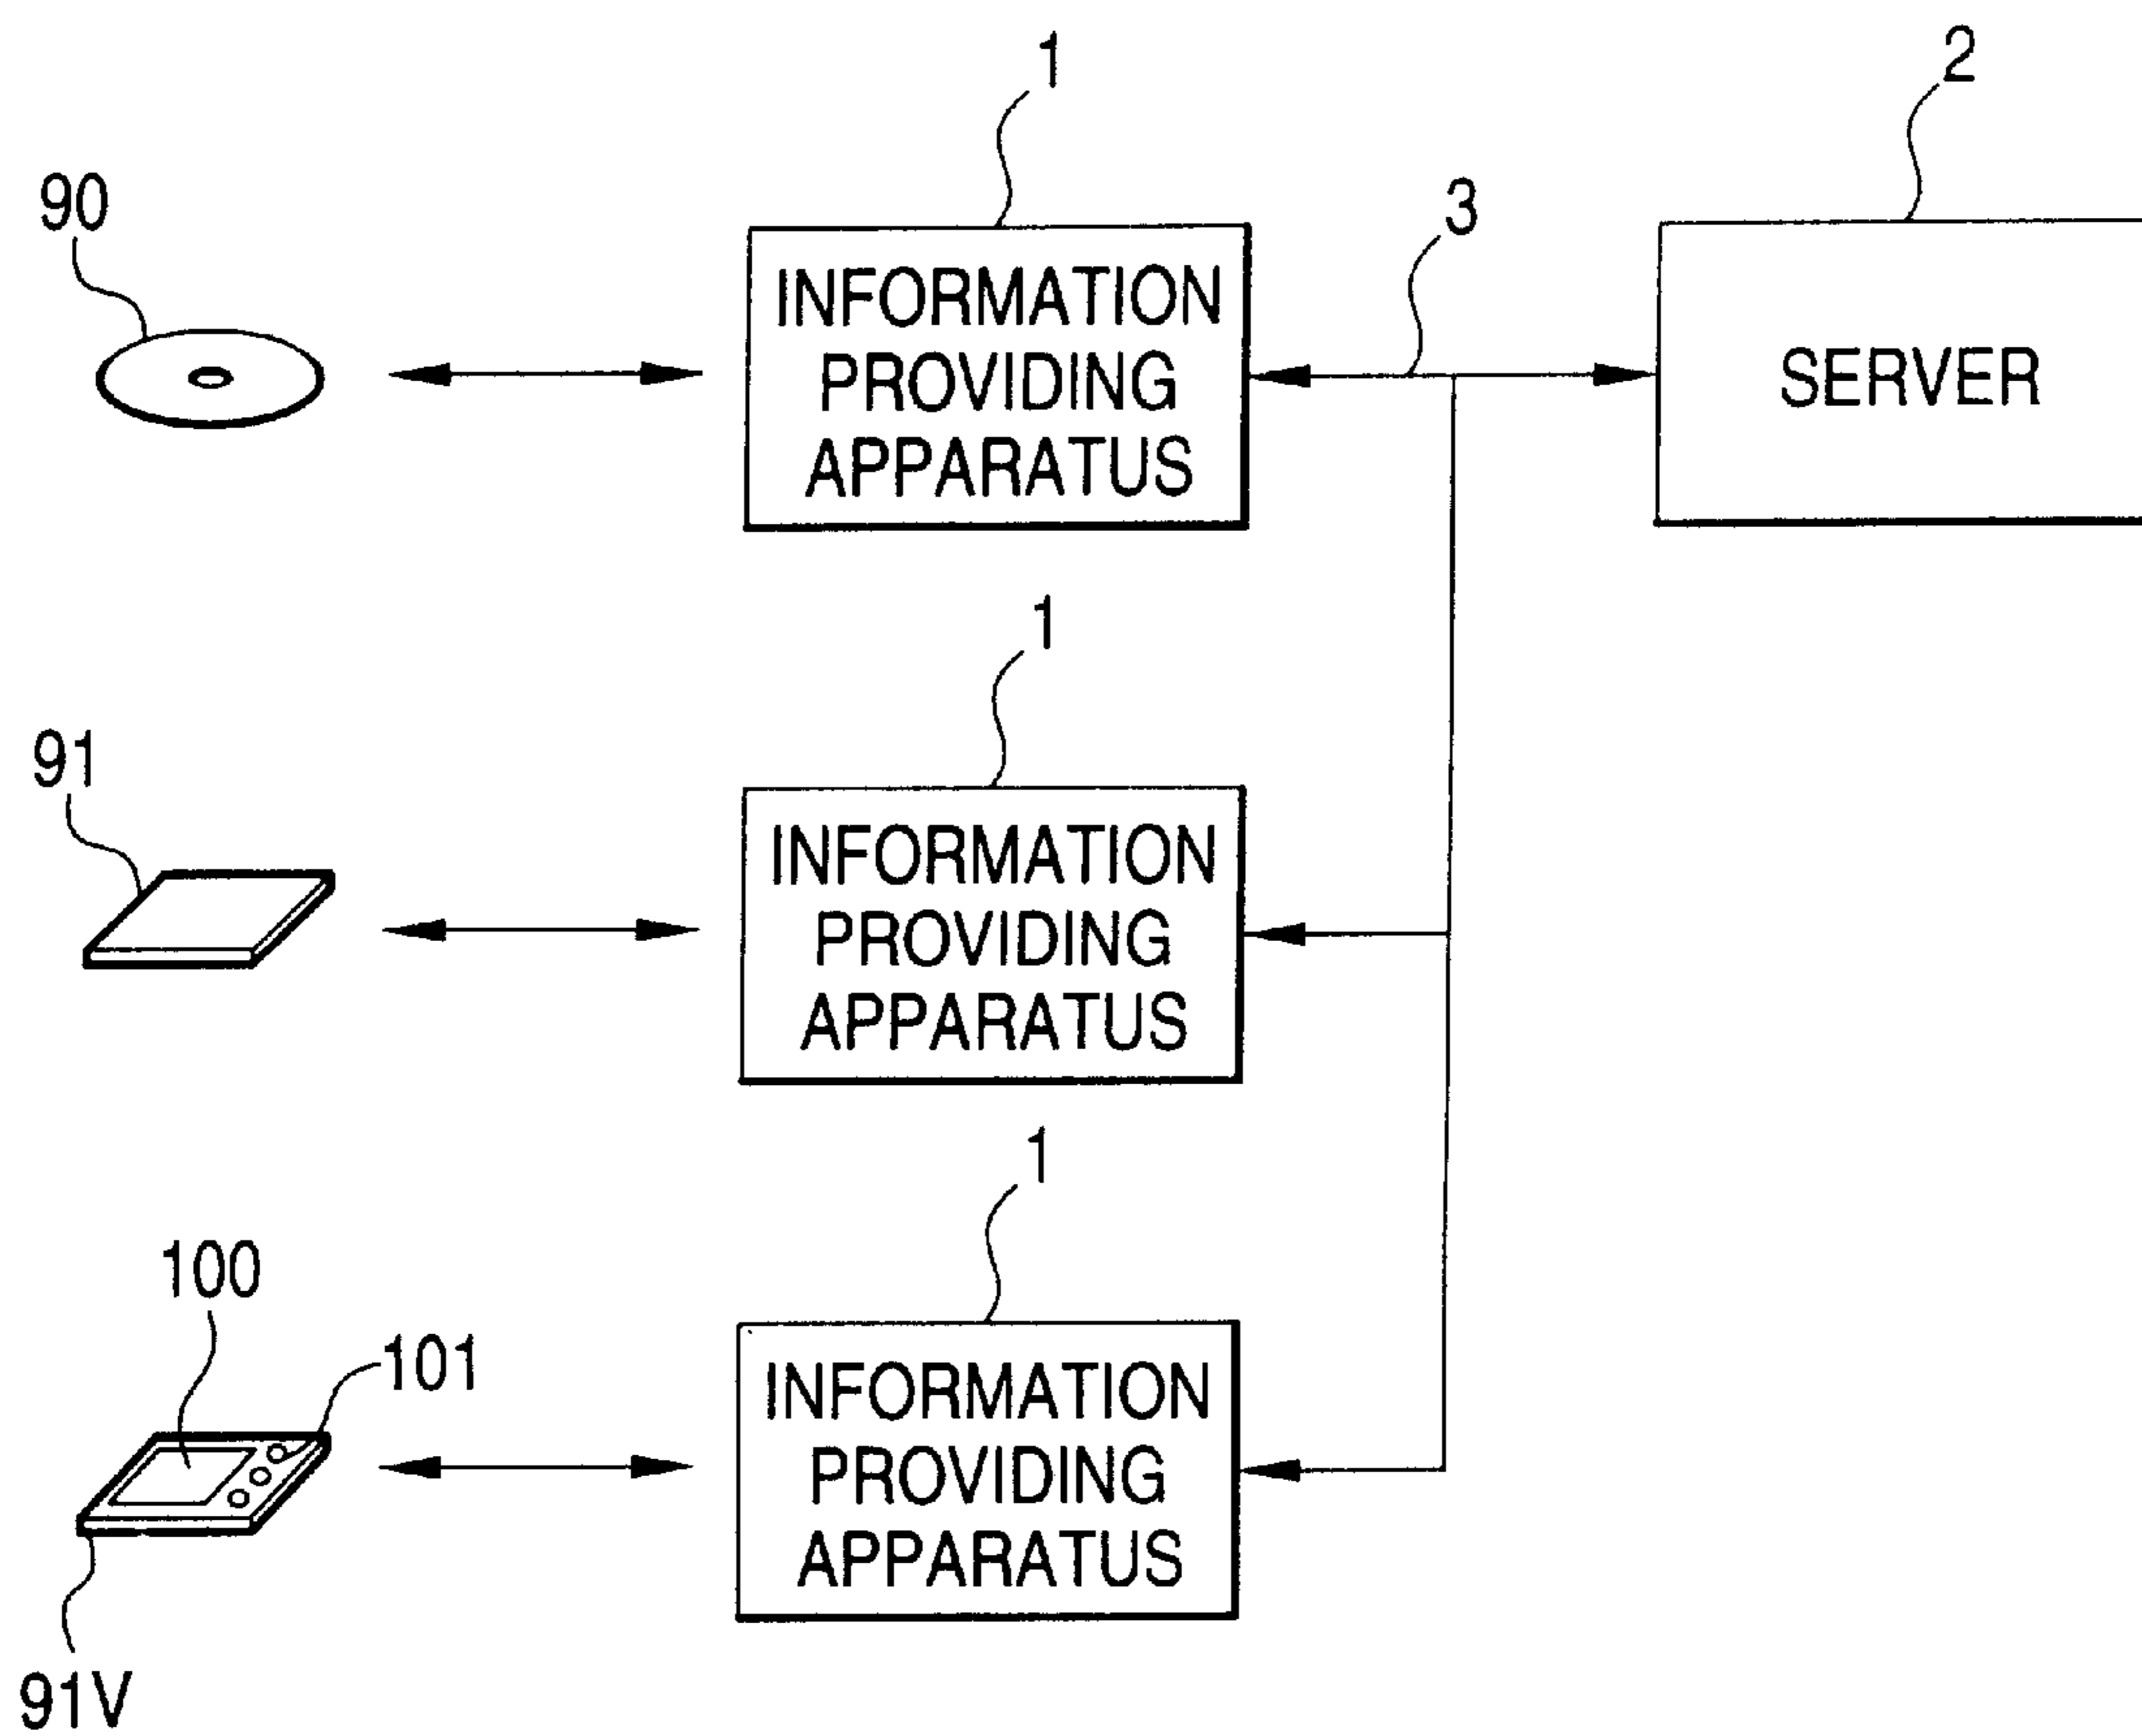 1
2
90
3
INFORMATION
PROVIDING
APPARATUS
SERVER
1
91
INFORMATION
PROVIDING
APPARATUS
1
100
101
INFORMATION
PROVIDING
APPARATUS
91V